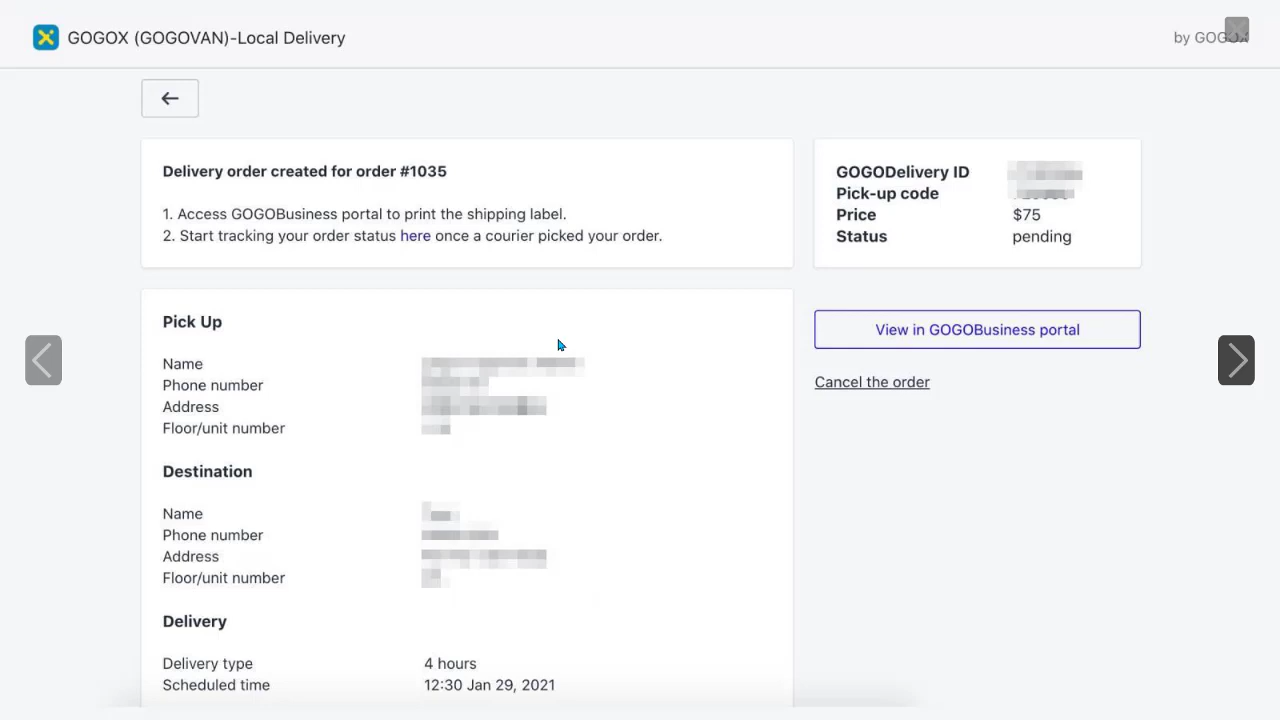 GOGOX (GOGOVAN)-Local Delivery
by GOGOX
Delivery order created for order #1035
1. Access GOGOBusiness portal to print the shipping label.
2. Start tracking your order status here once a courier picked your order.
GOGODelivery ID
Pick-up code
Price $75
Status pending
View in GOGOBusiness portal
Cancel the order
Pick Up
Name
Phone number
Address
Floor/unit number
Destination
Name
Phone number
Address
Floor/unit number
Delivery
Delivery type 4 hours
Scheduled time 12:30 Jan 29, 2021